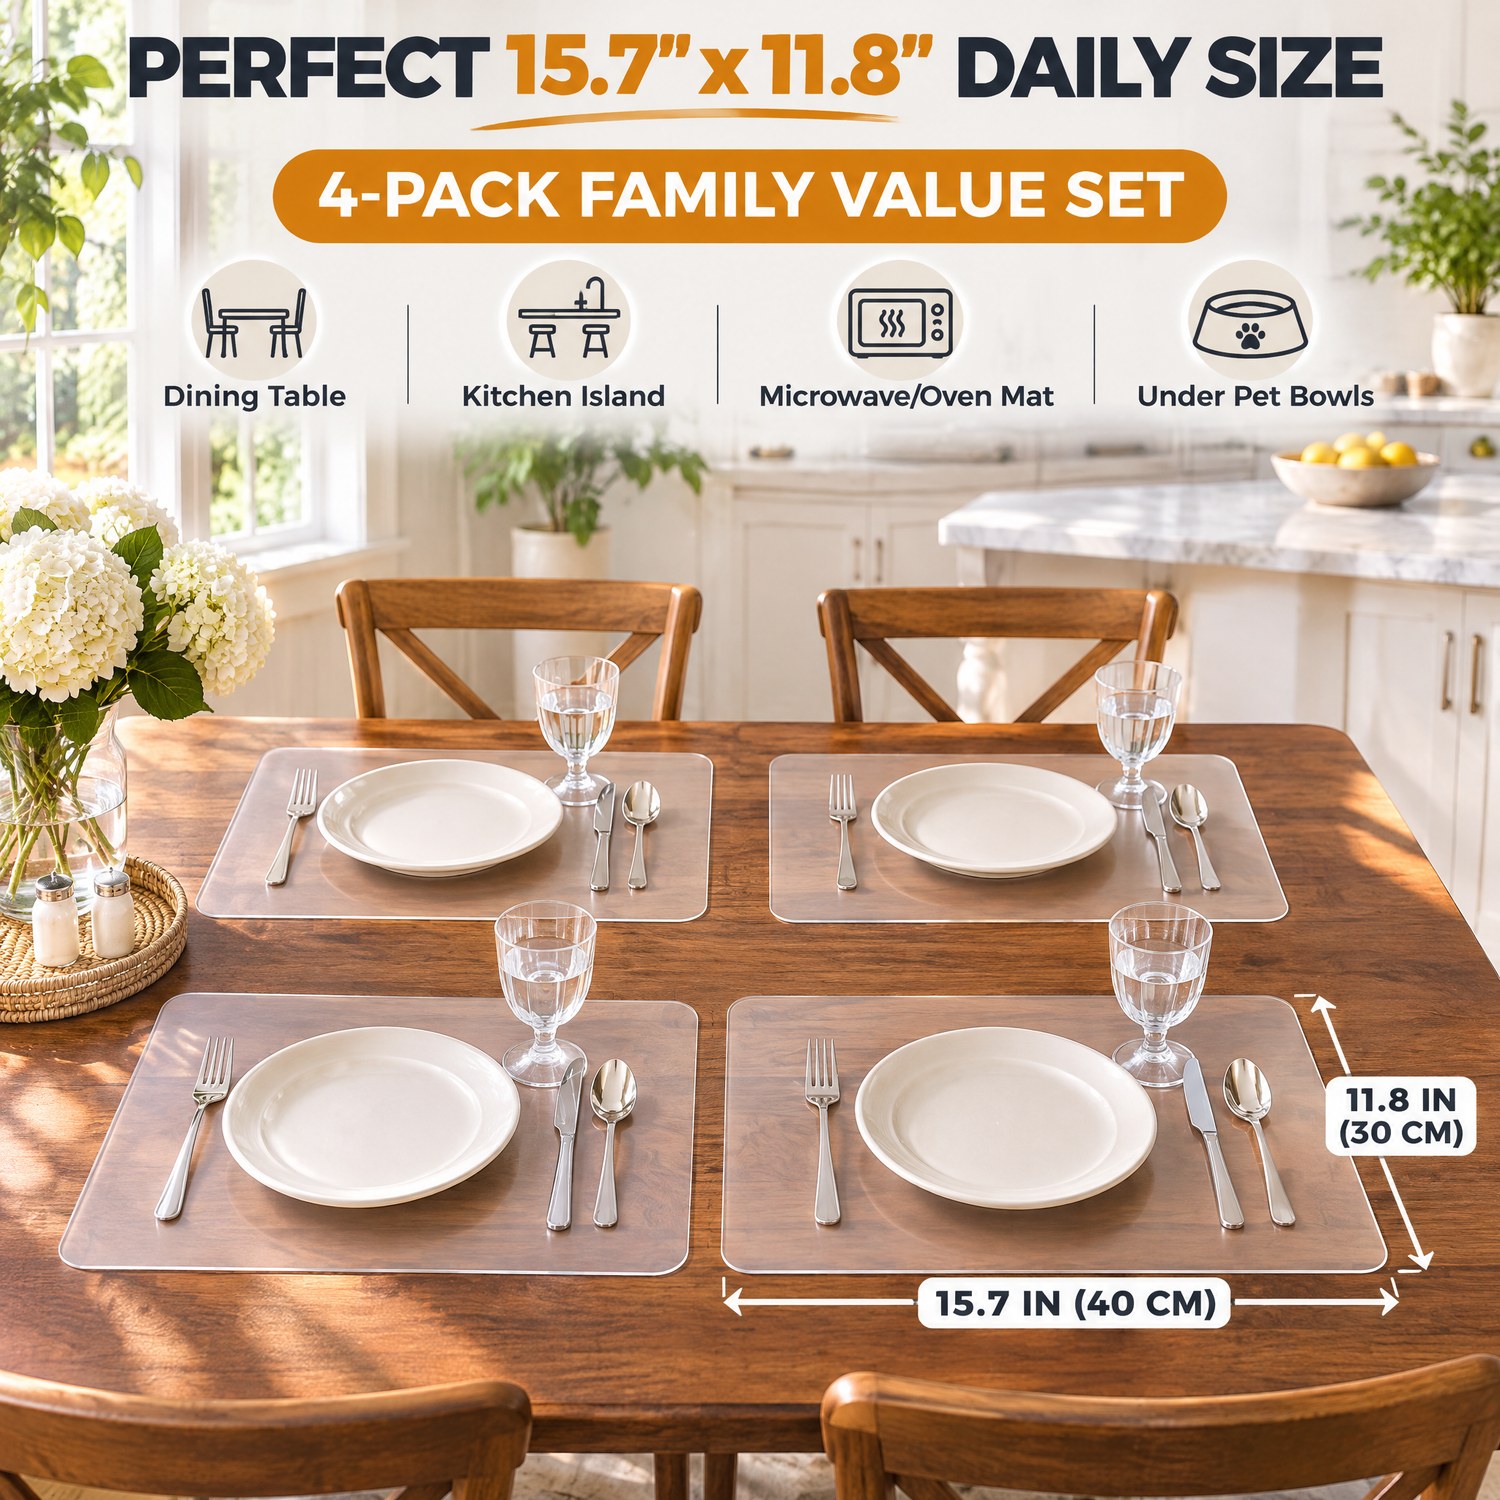 PERFECT 15.7" x 11.8" DAILY SIZE
4-PACK FAMILY VALUE SET
Dining Table
Kitchen Island
Microwave/Oven Mat
Under Pet Bowls
11.8 IN
(30 CM)
15.7 IN (40 CM)